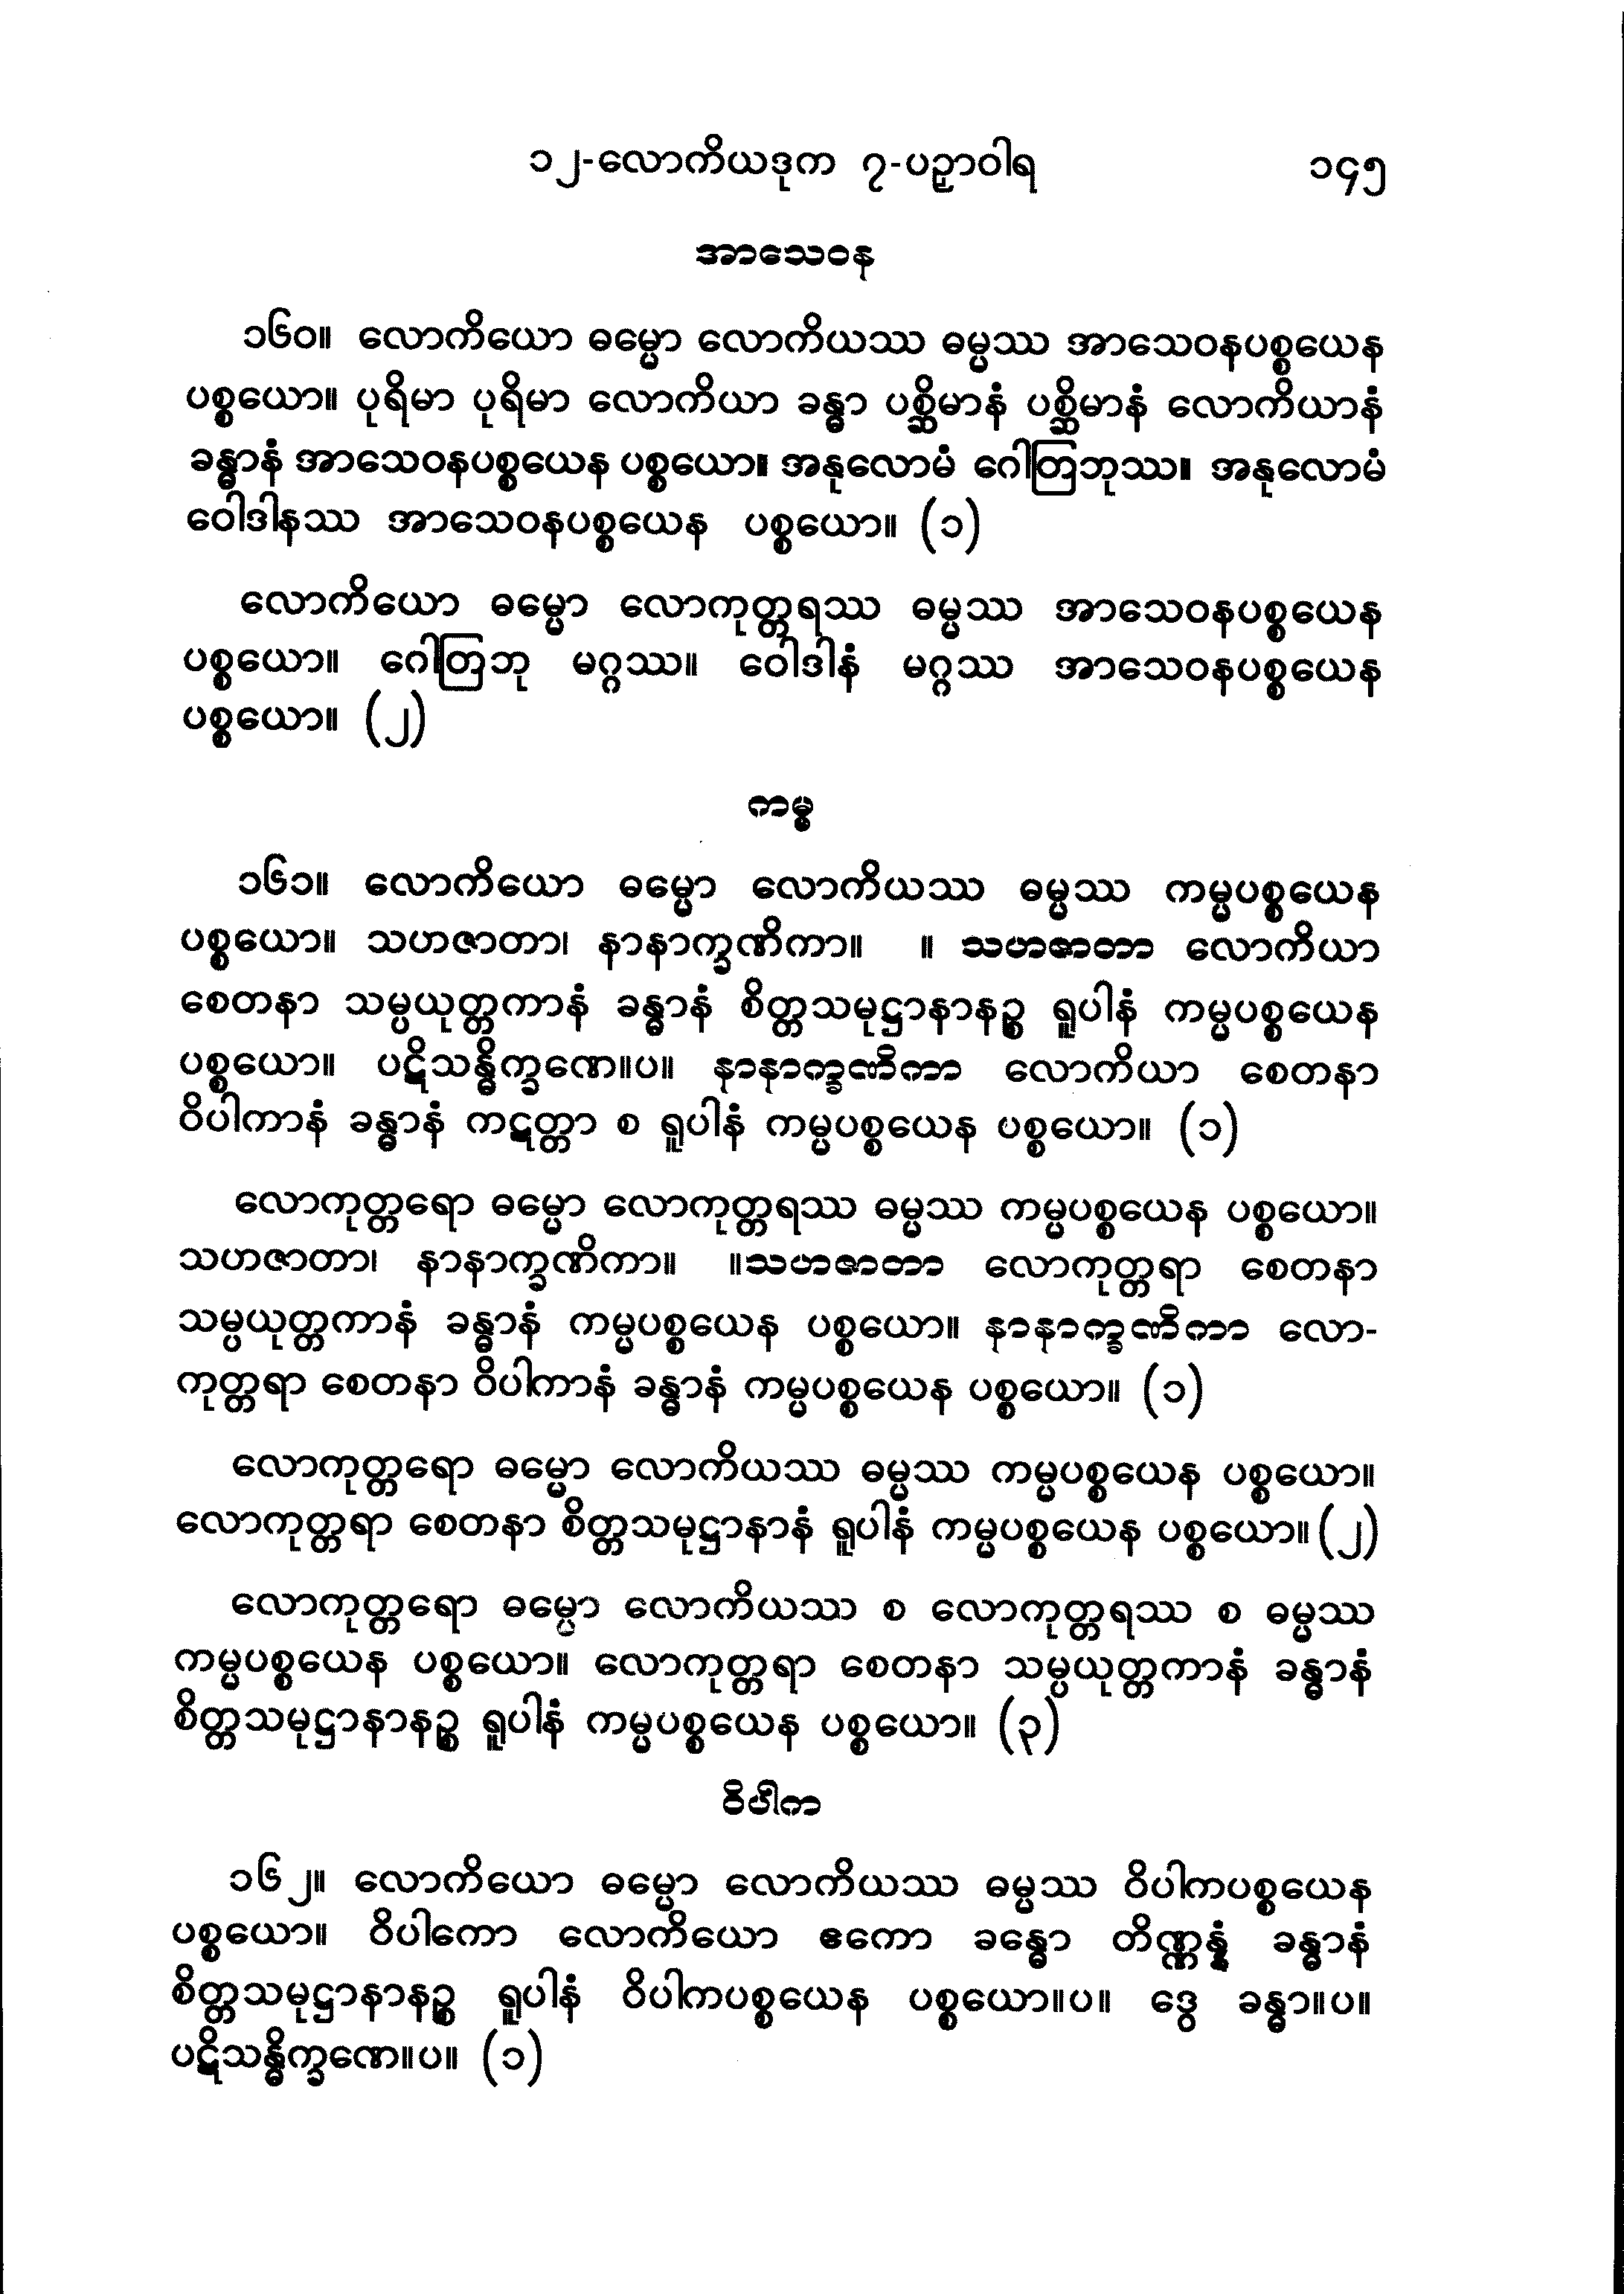 ၁၂-လောကိယဒုက ၇-ပဉှာဝါရ ၁၄၅
အာသေဝန
၁၆၀။ လောကိယော ဓမ္မော လောကိယဿ ဓမ္မဿ အာသေဝနပစ္စယေန
ပစ္စယော။ ပုရိမာ ပုရိမာ လောကိယာ ခန္ဓာ ပစ္ဆိမာနံ ပစ္ဆိမာနံ လောကိယာနံ
ခန္ဓာနံ အာသေဝနပစ္စယေန ပစ္စယော။ အနုလောမံ ဂေါတြဘုဿ။ အနုလောမံ
ဝေါဒါနဿ အာသေဝနပစ္စယေန ပစ္စယော။ (၁)
လောကိယော ဓမ္မော လောကုတ္တရဿ ဓမ္မဿ အာသေဝနပစ္စယေန
ပစ္စယော။ ဂေါတြဘု မဂ္ဂဿ။ ဝေါဒါနံ မဂ္ဂဿ အာသေဝနပစ္စယေန
ပစ္စယော။ (၂)
ကမ္မ
၁၆၁။ လောကိယော ဓမ္မော လောကိယဿ ဓမ္မဿ ကမ္မပစ္စယေန
ပစ္စယော။ သဟဇာတာ၊ နာနာက္ခဏိကာ။ ။ သဟဇာတာ လောကိယာ
စေတနာ သမ္ပယုတ္တကာနံ ခန္ဓာနံ စိတ္တသမုဋ္ဌာနာနဉ္စ ရူပါနံ ကမ္မပစ္စယေန
ပစ္စယော။ ပဋိသန္ဓိက္ခဏေ။ပ။ နာနာက္ခဏိကာ လောကိယာ စေတနာ
ဝိပါကာနံ ခန္ဓာနံ ကဋတ္တာ စ ရူပါနံ ကမ္မပစ္စယေန ပစ္စယော။ (၁)
လောကုတ္တရော ဓမ္မော လောကုတ္တရဿ ဓမ္မဿ ကမ္မပစ္စယေန ပစ္စယော။
သဟဇာတာ၊ နာနာက္ခဏိကာ။ ။သဟဇာတာ လောကုတ္တရာ စေတနာ
သမ္ပယုတ္တကာနံ ခန္ဓာနံ ကမ္မပစ္စယေန ပစ္စယော။ နာနာက္ခဏိကာ လော-
ကုတ္တရာ စေတနာ ဝိပါကာနံ ခန္ဓာနံ ကမ္မပစ္စယေန ပစ္စယော။ (၁)
လောကုတ္တရော ဓမ္မော လောကိယဿ ဓမ္မဿ ကမ္မပစ္စယေန ပစ္စယော။
လောကုတ္တရာ စေတနာ စိတ္တသမုဋ္ဌာနာနံ ရူပါနံ ကမ္မပစ္စယေန ပစ္စယော။ (၂)
လောကုတ္တရော ဓမ္မော လောကိယဿ စ လောကုတ္တရဿ စ ဓမ္မဿ
ကမ္မပစ္စယေန ပစ္စယော။ လောကုတ္တရာ စေတနာ သမ္ပယုတ္တကာနံ ခန္ဓာနံ
စိတ္တသမုဋ္ဌာနာနဉ္စ ရူပါနံ ကမ္မပစ္စယေန ပစ္စယော။ (၃)
ဝိပါက
၁၆၂။ လောကိယော ဓမ္မော လောကိယဿ ဓမ္မဿ ဝိပါကပစ္စယေန
ပစ္စယော။ ဝိပါကော လောကိယော ဧကော ခန္ဓော တိဏ္ဏန္နံ ခန္ဓာနံ
စိတ္တသမုဋ္ဌာနာနဉ္စ ရူပါနံ ဝိပါကပစ္စယေန ပစ္စယော။ပ။ ဒွေ ခန္ဓာ။ပ။
ပဋိသန္ဓိက္ခဏေ။ပ။ (၁)